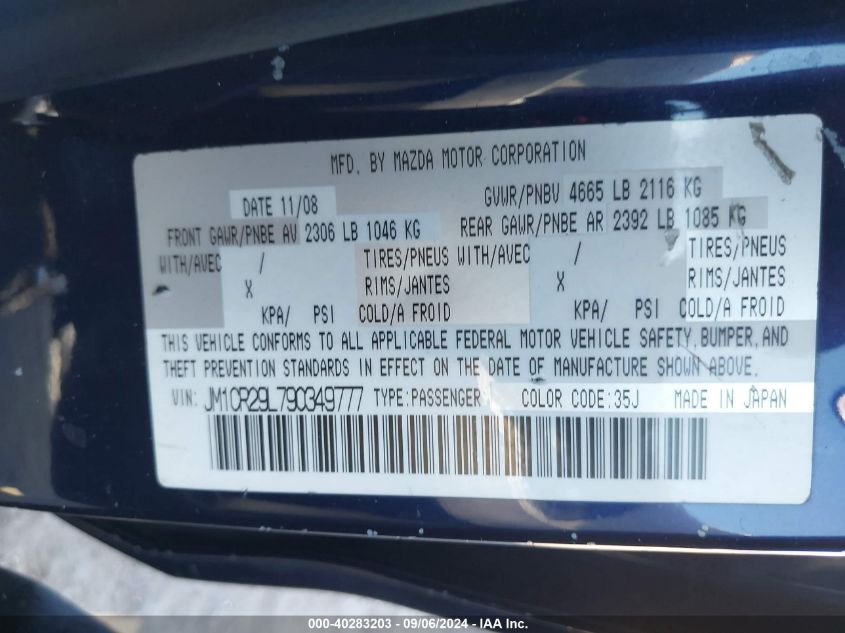 MFD. BY MAZDA MOTOR CORPORATION
DATE 11/08 GVWR/PNBV 4665 LB 2116 KG
FRONT GAWR/PNBE AV 2306 LB 1046 KG REAR GAWR/PNBE AR 2392 LB 1085 KG
WITH/AVEC / TIRES/PNEUS WITH/AVEC / TIRES/PNEUS
X RIMS/JANTES X RIMS/JANTES
KPA/ PSI COLD/A FROID KPA/ PSI COLD/A FROID
THIS VEHICLE CONFORMS TO ALL APPLICABLE FEDERAL MOTOR VEHICLE SAFETY, BUMPER, AND
THEFT PREVENTION STANDARDS IN EFFECT ON THE DATE OF MANUFACTURE SHOWN ABOVE.
VIN: JM1CR29L790349777 TYPE:PASSENGER COLOR CODE:35J MADE IN JAPAN
000-40283203 - 09/06/2024 - IAA Inc.